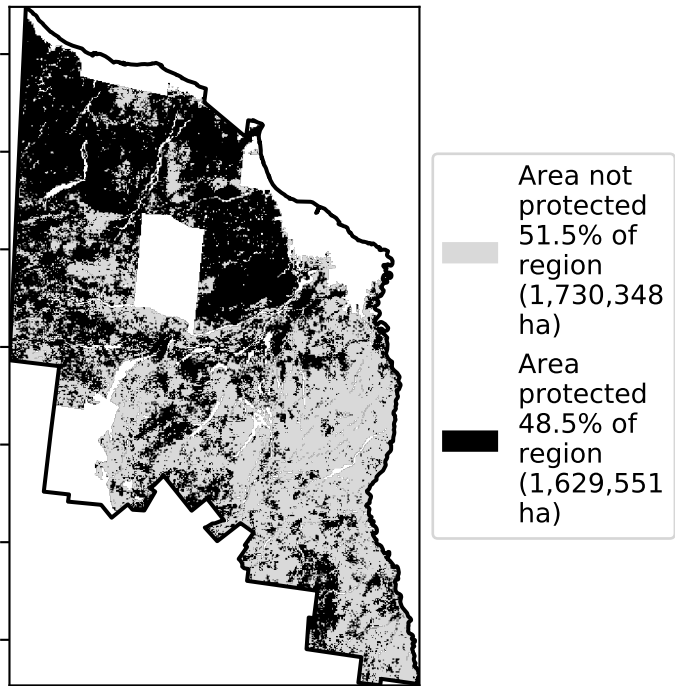 Area not
protected
51.5% of
region
(1,730,348
ha)
Area
protected
48.5% of
region
(1,629,551
ha)